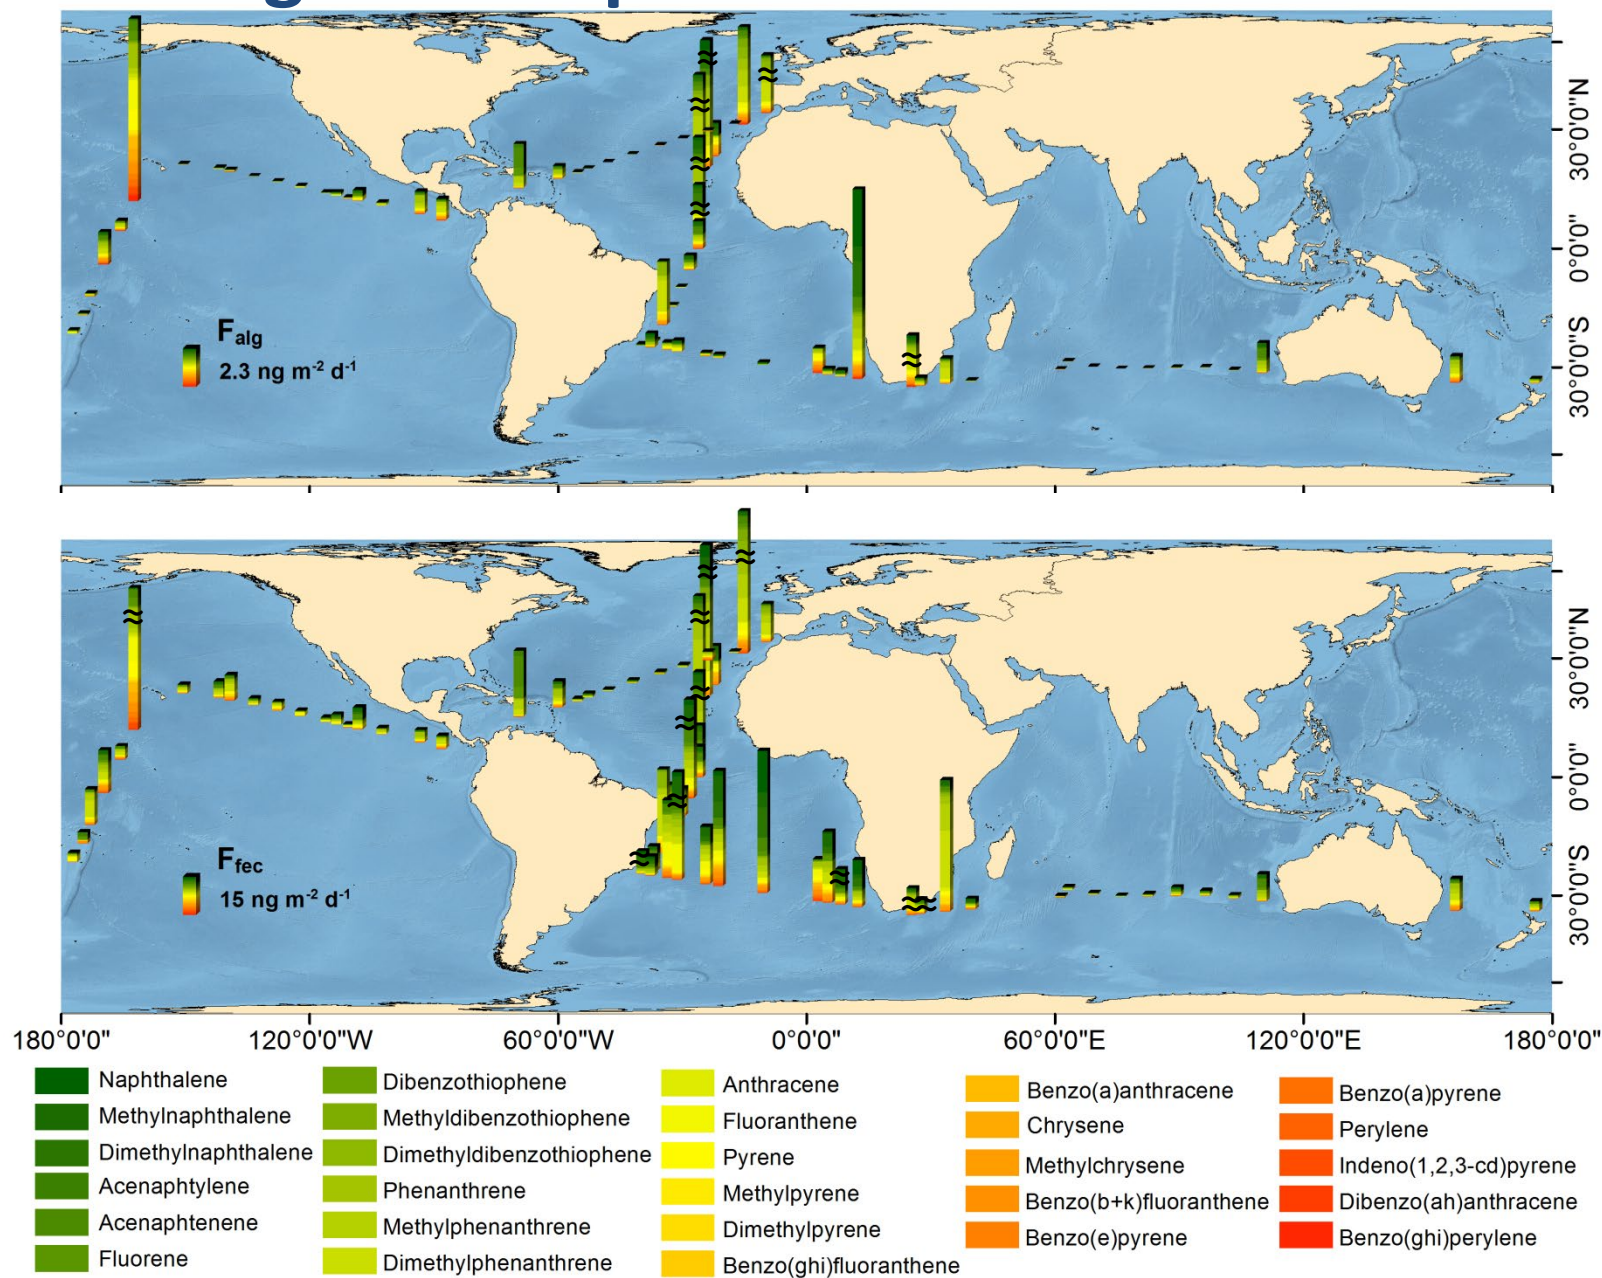 30°0'0"N
0°0'0"
30°0'0"S
Falg
2.3 ng m-2 d-1
30°0'0"N
0°0'0"
30°0'0"S
Ffec
15 ng m-2 d-1
180°0'0" 120°0'0"W 60°0'0"W 0°0'0" 60°0'0"E 120°0'0"E 180°0'0"
Naphthalene
Methylnaphthalene
Dimethylnaphthalene
Acenaphtylene
Acenaphtenene
Fluorene
Dibenzothiophene
Methyldibenzothiophene
Dimethyldibenzothiophene
Phenanthrene
Methylphenanthrene
Dimethylphenanthrene
Anthracene
Fluoranthene
Pyrene
Methylpyrene
Dimethylpyrene
Benzo(ghi)fluoranthene
Benzo(a)anthracene
Chrysene
Methylchrysene
Benzo(b+k)fluoranthene
Benzo(e)pyrene
Benzo(a)pyrene
Perylene
Indeno(1,2,3-cd)pyrene
Dibenzo(ah)anthracene
Benzo(ghi)perylene